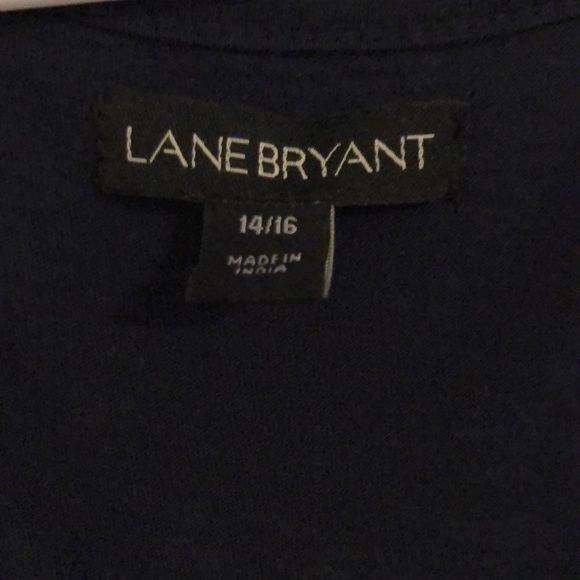 LANE BRYANT
14/16
MADE IN
INDIA